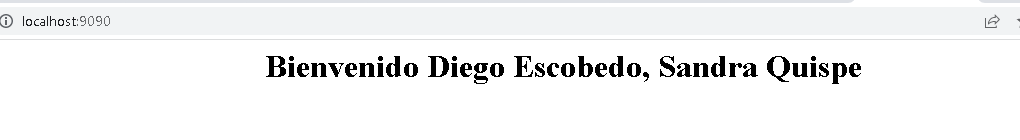 localhost:9090
Bienvenido Diego Escobedo, Sandra Quispe